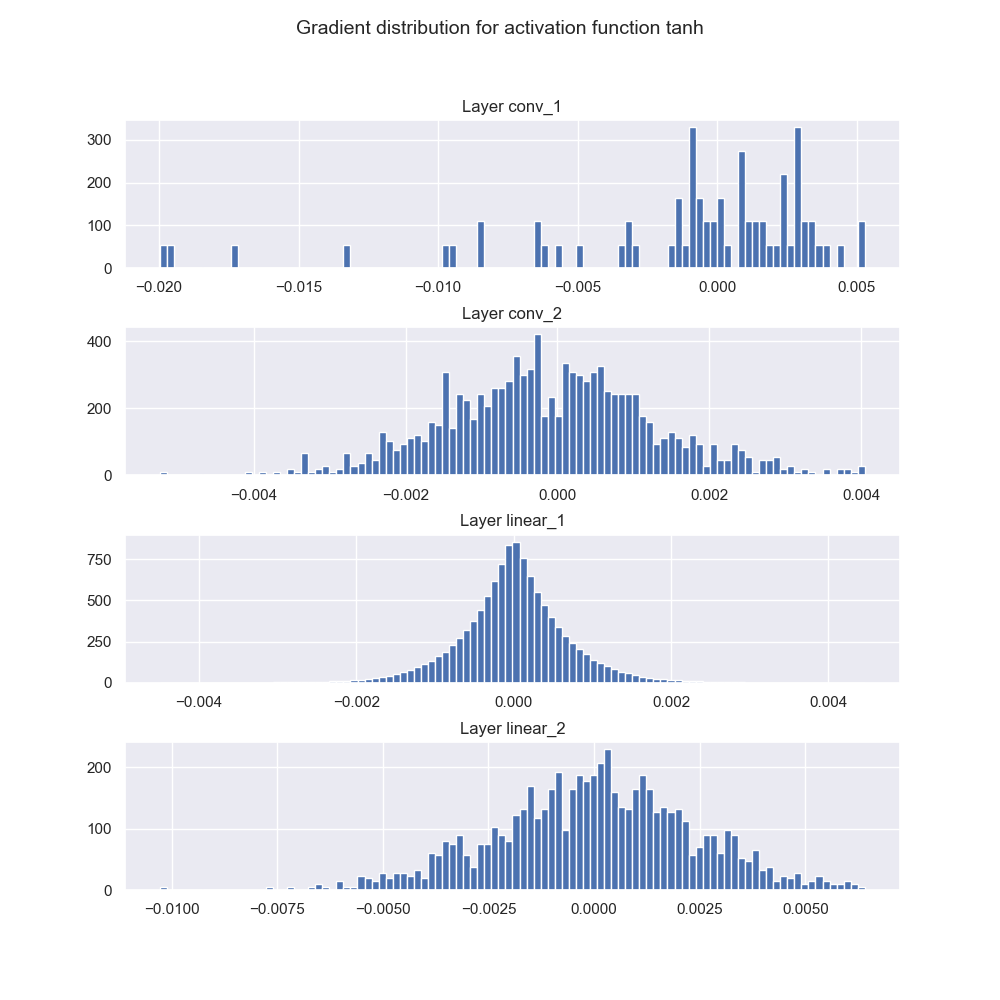 Gradient distribution for activation function tanh
Layer conv_1
300
200
100
0
−0.020 −0.015 −0.010 −0.005 0.000 0.005
Layer conv_2
400
200
0
−0.004 −0.002 0.000 0.002 0.004
Layer linear_1
750
500
250
0
−0.004 −0.002 0.000 0.002 0.004
Layer linear_2
200
100
0
−0.0100 −0.0075 −0.0050 −0.0025 0.0000 0.0025 0.0050